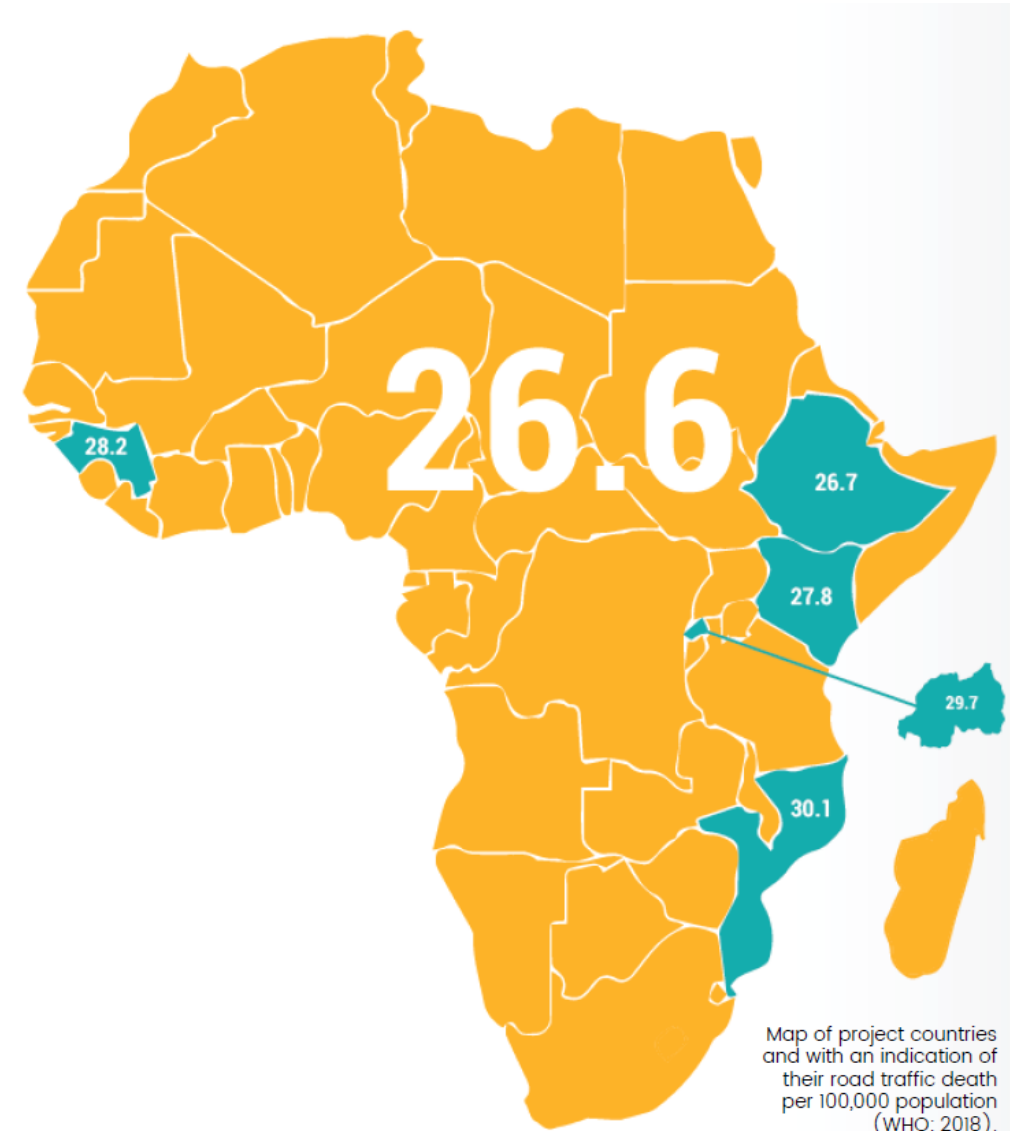 26.6
28.2
26.7
27.8
29.7
30.1
Map of project countries
and with an indication of
their road traffic death
per 100,000 population
(WHO: 2018).